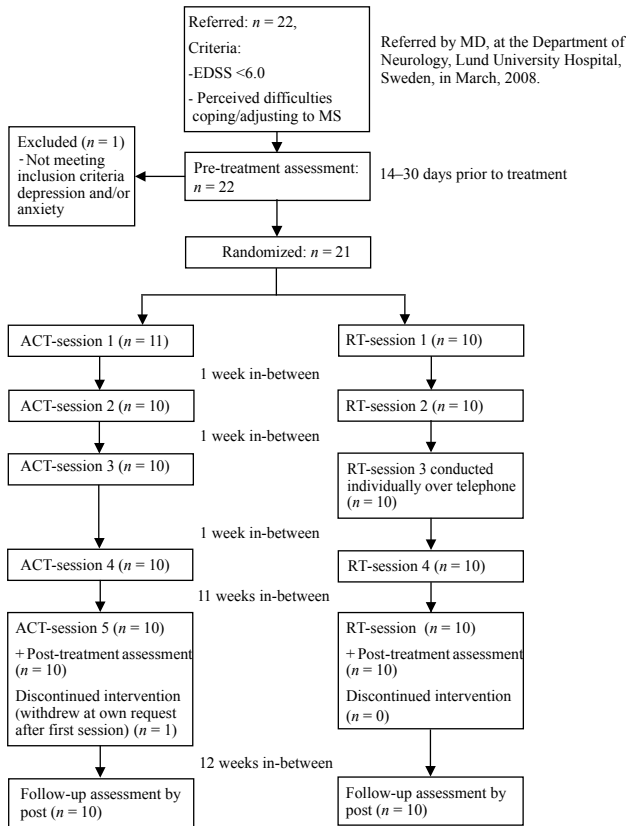 Referred: n = 22,
Criteria:
-EDSS <6.0
- Perceived difficulties
coping/adjusting to MS
Referred by MD, at the Department of
Neurology, Lund University Hospital,
Sweden, in March, 2008.
Excluded (n = 1)
- Not meeting
inclusion criteria
depression and/or
anxiety
Pre-treatment assessment:
n = 22
14–30 days prior to treatment
Randomized: n = 21
ACT-session 1 (n = 11)
RT-session 1 (n = 10)
1 week in-between
ACT-session 2 (n = 10)
RT-session 2 (n = 10)
1 week in-between
ACT-session 3 (n = 10)
RT-session 3 conducted
individually over telephone
(n = 10)
1 week in-between
ACT-session 4 (n = 10)
RT-session 4 (n = 10)
11 weeks in-between
ACT-session 5 (n = 10)
+ Post-treatment assessment
(n = 10)
Discontinued intervention
(withdrew at own request
after first session) (n = 1)
RT-session (n = 10)
+ Post-treatment assessment
(n = 10)
Discontinued intervention
(n = 0)
12 weeks in-between
Follow-up assessment by
post (n = 10)
Follow-up assessment by
post (n = 10)